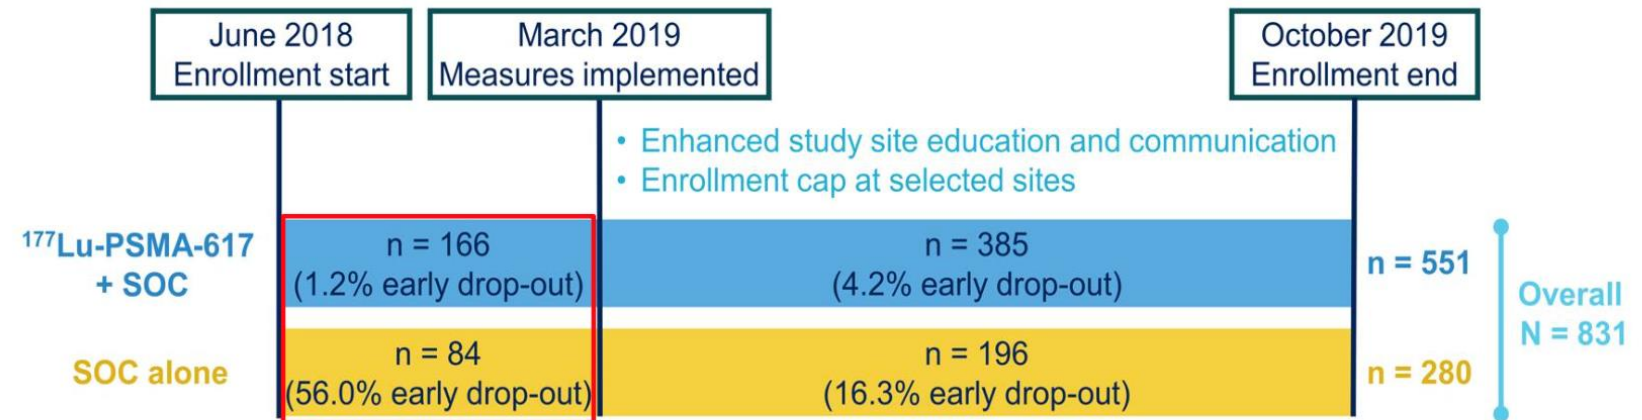 June 2018
Enrollment start
March 2019
Measures implemented
October 2019
Enrollment end
• Enhanced study site education and communication
• Enrollment cap at selected sites
¹⁷⁷Lu-PSMA-617
+ SOC
n = 166
(1.2% early drop-out)
n = 385
(4.2% early drop-out)
n = 551
SOC alone
n = 84
(56.0% early drop-out)
n = 196
(16.3% early drop-out)
n = 280
Overall
N = 831